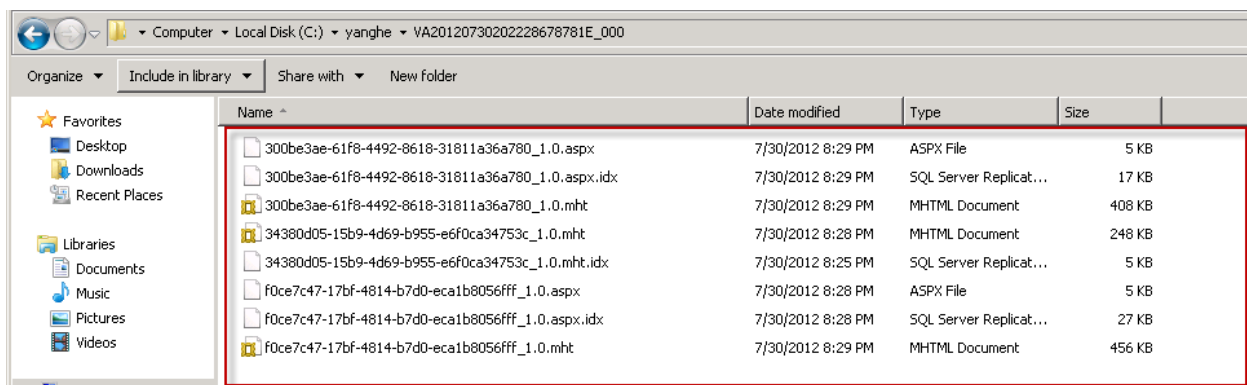 Computer Local Disk (C:) yanghe VA20120730202228678781E_000
Organize Include in library Share with New folder
Favorites
Desktop
Downloads
Recent Places
Libraries
Documents
Music
Pictures
Videos
Name Date modified Type Size
300be3ae-61f8-4492-8618-31811a36a780_1.0.aspx 7/30/2012 8:29 PM ASPX File 5 KB
300be3ae-61f8-4492-8618-31811a36a780_1.0.aspx.idx 7/30/2012 8:29 PM SQL Server Replicat... 17 KB
300be3ae-61f8-4492-8618-31811a36a780_1.0.mht 7/30/2012 8:29 PM MHTML Document 408 KB
34380d05-15b9-4d69-b955-e6f0ca34753c_1.0.mht 7/30/2012 8:28 PM MHTML Document 248 KB
34380d05-15b9-4d69-b955-e6f0ca34753c_1.0.mht.idx 7/30/2012 8:25 PM SQL Server Replicat... 5 KB
f0ce7c47-17bf-4814-b7d0-eca1b8056fff_1.0.aspx 7/30/2012 8:28 PM ASPX File 5 KB
f0ce7c47-17bf-4814-b7d0-eca1b8056fff_1.0.aspx.idx 7/30/2012 8:28 PM SQL Server Replicat... 27 KB
f0ce7c47-17bf-4814-b7d0-eca1b8056fff_1.0.mht 7/30/2012 8:29 PM MHTML Document 456 KB